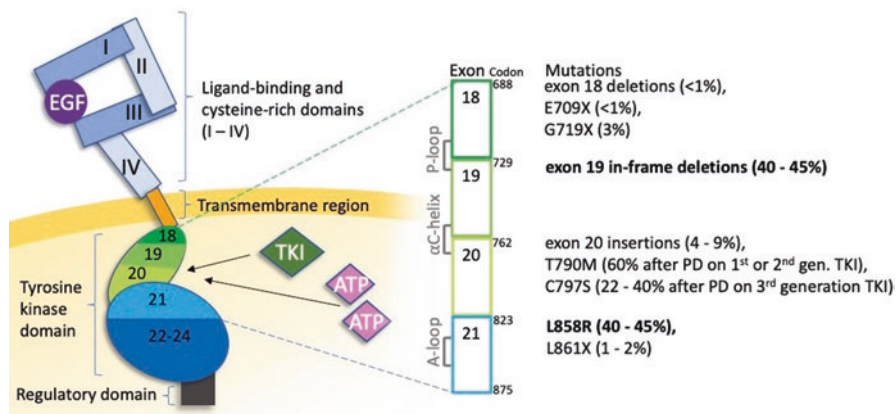 I
II
EGF
III
IV
Ligand-binding and
cysteine-rich domains
(I – IV)
Transmembrane region
18
19
20
21
22-24
Tyrosine
kinase
domain
Regulatory domain
TKI
ATP
ATP
Exon Codon
688
18
P-loop
729
19
αC-helix
762
20
823
A-loop
21
875
Mutations
exon 18 deletions (<1%),
E709X (<1%),
G719X (3%)
exon 19 in-frame deletions (40 - 45%)
exon 20 insertions (4 - 9%),
T790M (60% after PD on 1st or 2nd gen. TKI),
C797S (22 - 40% after PD on 3rd generation TKI)
L858R (40 - 45%),
L861X (1 - 2%)